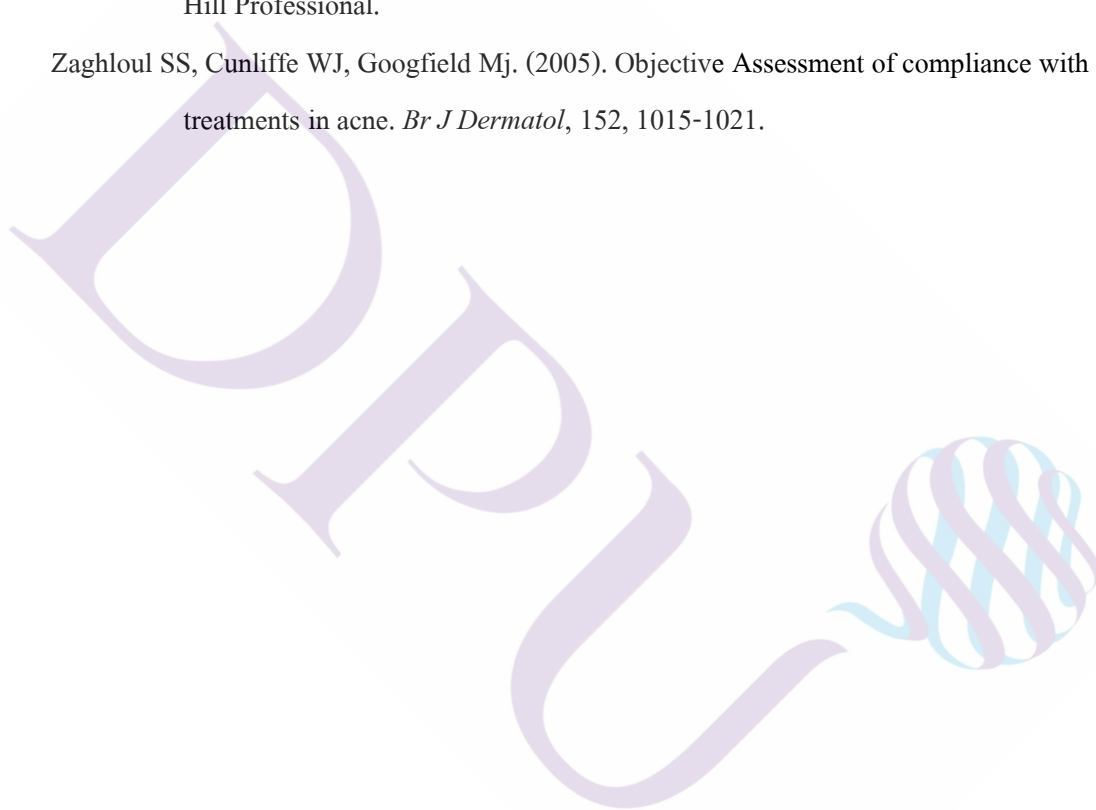 Hill Professional.
Zaghloul SS, Cunliffe WJ, Googfield Mj. (2005). Objective Assessment of compliance with
treatments in acne. Br J Dermatol, 152, 1015-1021.
DPU